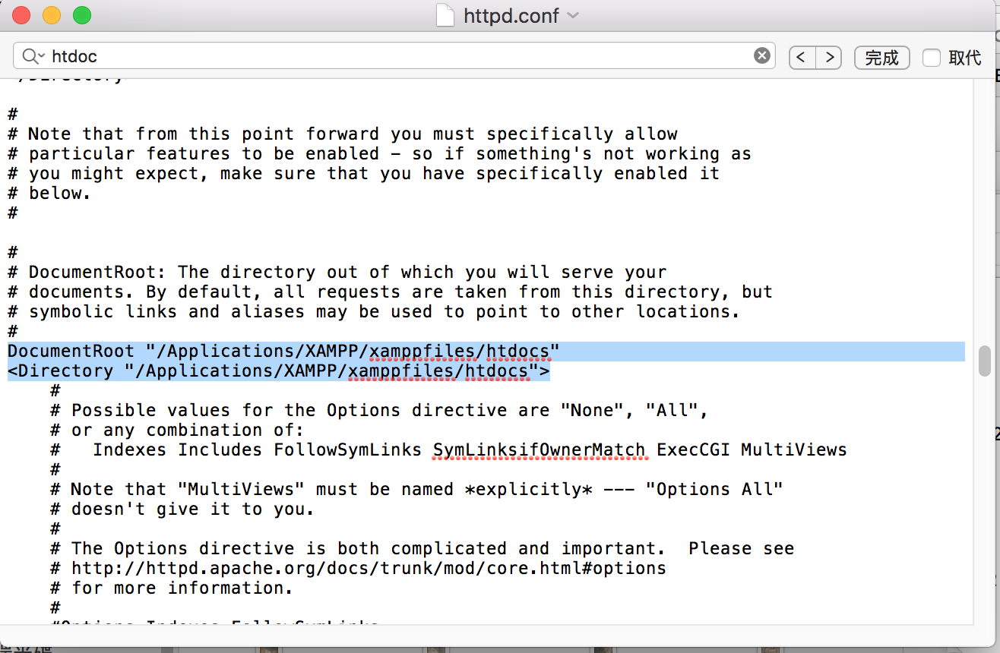 httpd.conf
htdoc
< > 完成 取代
/Directory
#
# Note that from this point forward you must specifically allow
# particular features to be enabled - so if something's not working as
# you might expect, make sure that you have specifically enabled it
# below.
#
#
# DocumentRoot: The directory out of which you will serve your
# documents. By default, all requests are taken from this directory, but
# symbolic links and aliases may be used to point to other locations.
#
DocumentRoot "/Applications/XAMPP/xamppfiles/htdocs"
<Directory "/Applications/XAMPP/xamppfiles/htdocs">
#
# Possible values for the Options directive are "None", "All",
# or any combination of:
#   Indexes Includes FollowSymLinks SymLinksifOwnerMatch ExecCGI MultiViews
#
# Note that "MultiViews" must be named *explicitly* --- "Options All"
# doesn't give it to you.
#
# The Options directive is both complicated and important.  Please see
# http://httpd.apache.org/docs/trunk/mod/core.html#options
# for more information.
#
#Options Indexes FollowSymLinks